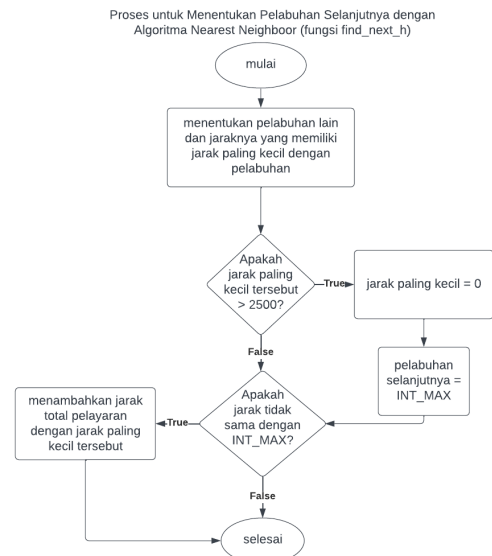 Proses untuk Menentukan Pelabuhan Selanjutnya dengan
Algoritma Nearest Neighboor (fungsi find_next_h)
mulai
menentukan pelabuhan lain
dan jaraknya yang memiliki
jarak paling kecil dengan
pelabuhan
Apakah
jarak paling
kecil tersebut
> 2500?
True
jarak paling kecil = 0
False
pelabuhan
selanjutnya =
INT_MAX
Apakah
jarak tidak
sama dengan
INT_MAX?
True
menambahkan jarak
total pelayaran
dengan jarak paling
kecil tersebut
False
selesai